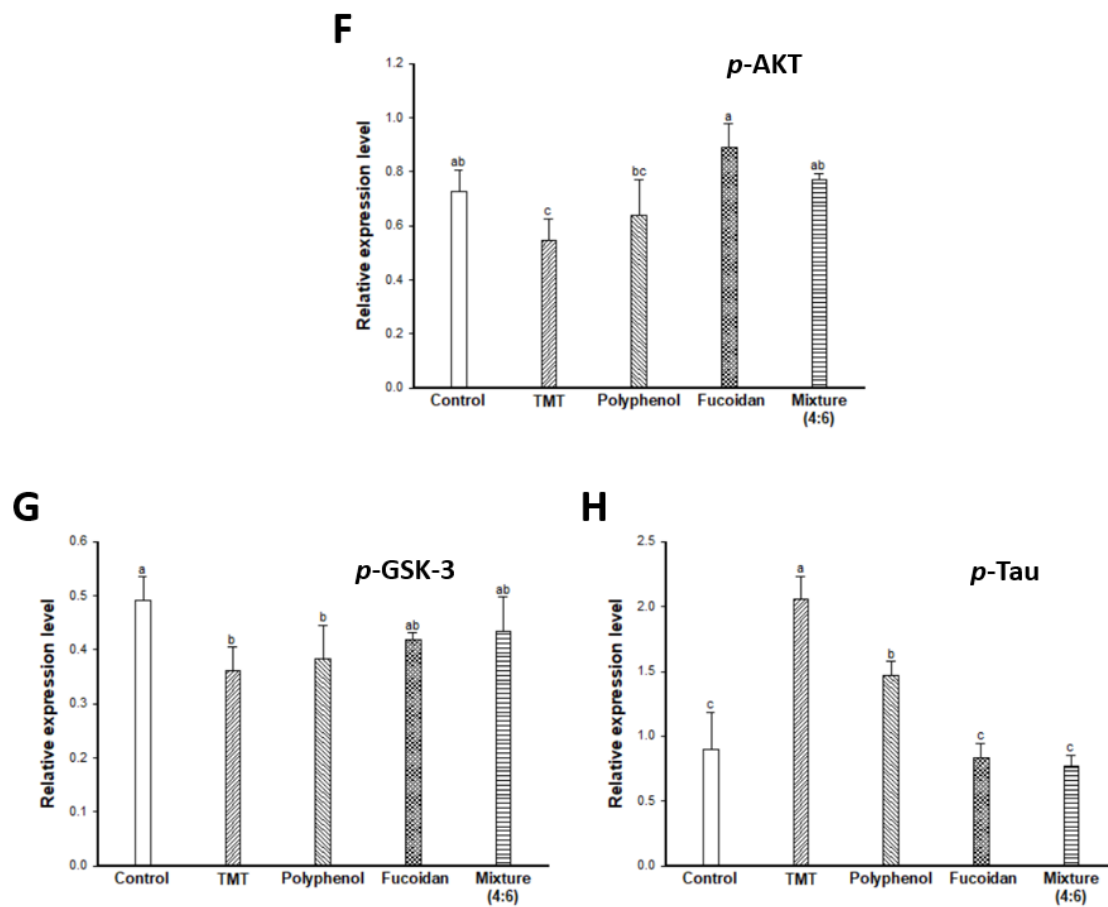 F
p-AKT
Relative expression level
1.2
1.0
0.8
0.6
0.4
0.2
0.0
ab
c
bc
a
ab
Control TMT Polyphenol Fucoidan Mixture
(4:6)
G
p-GSK-3
Relative expression level
0.6
0.5
0.4
0.3
0.2
0.1
0.0
a
b
b
ab
ab
Control TMT Polyphenol Fucoidan Mixture
(4:6)
H
p-Tau
Relative expression level
2.5
2.0
1.5
1.0
0.5
0.0
c
a
b
c
c
Control TMT Polyphenol Fucoidan Mixture
(4:6)